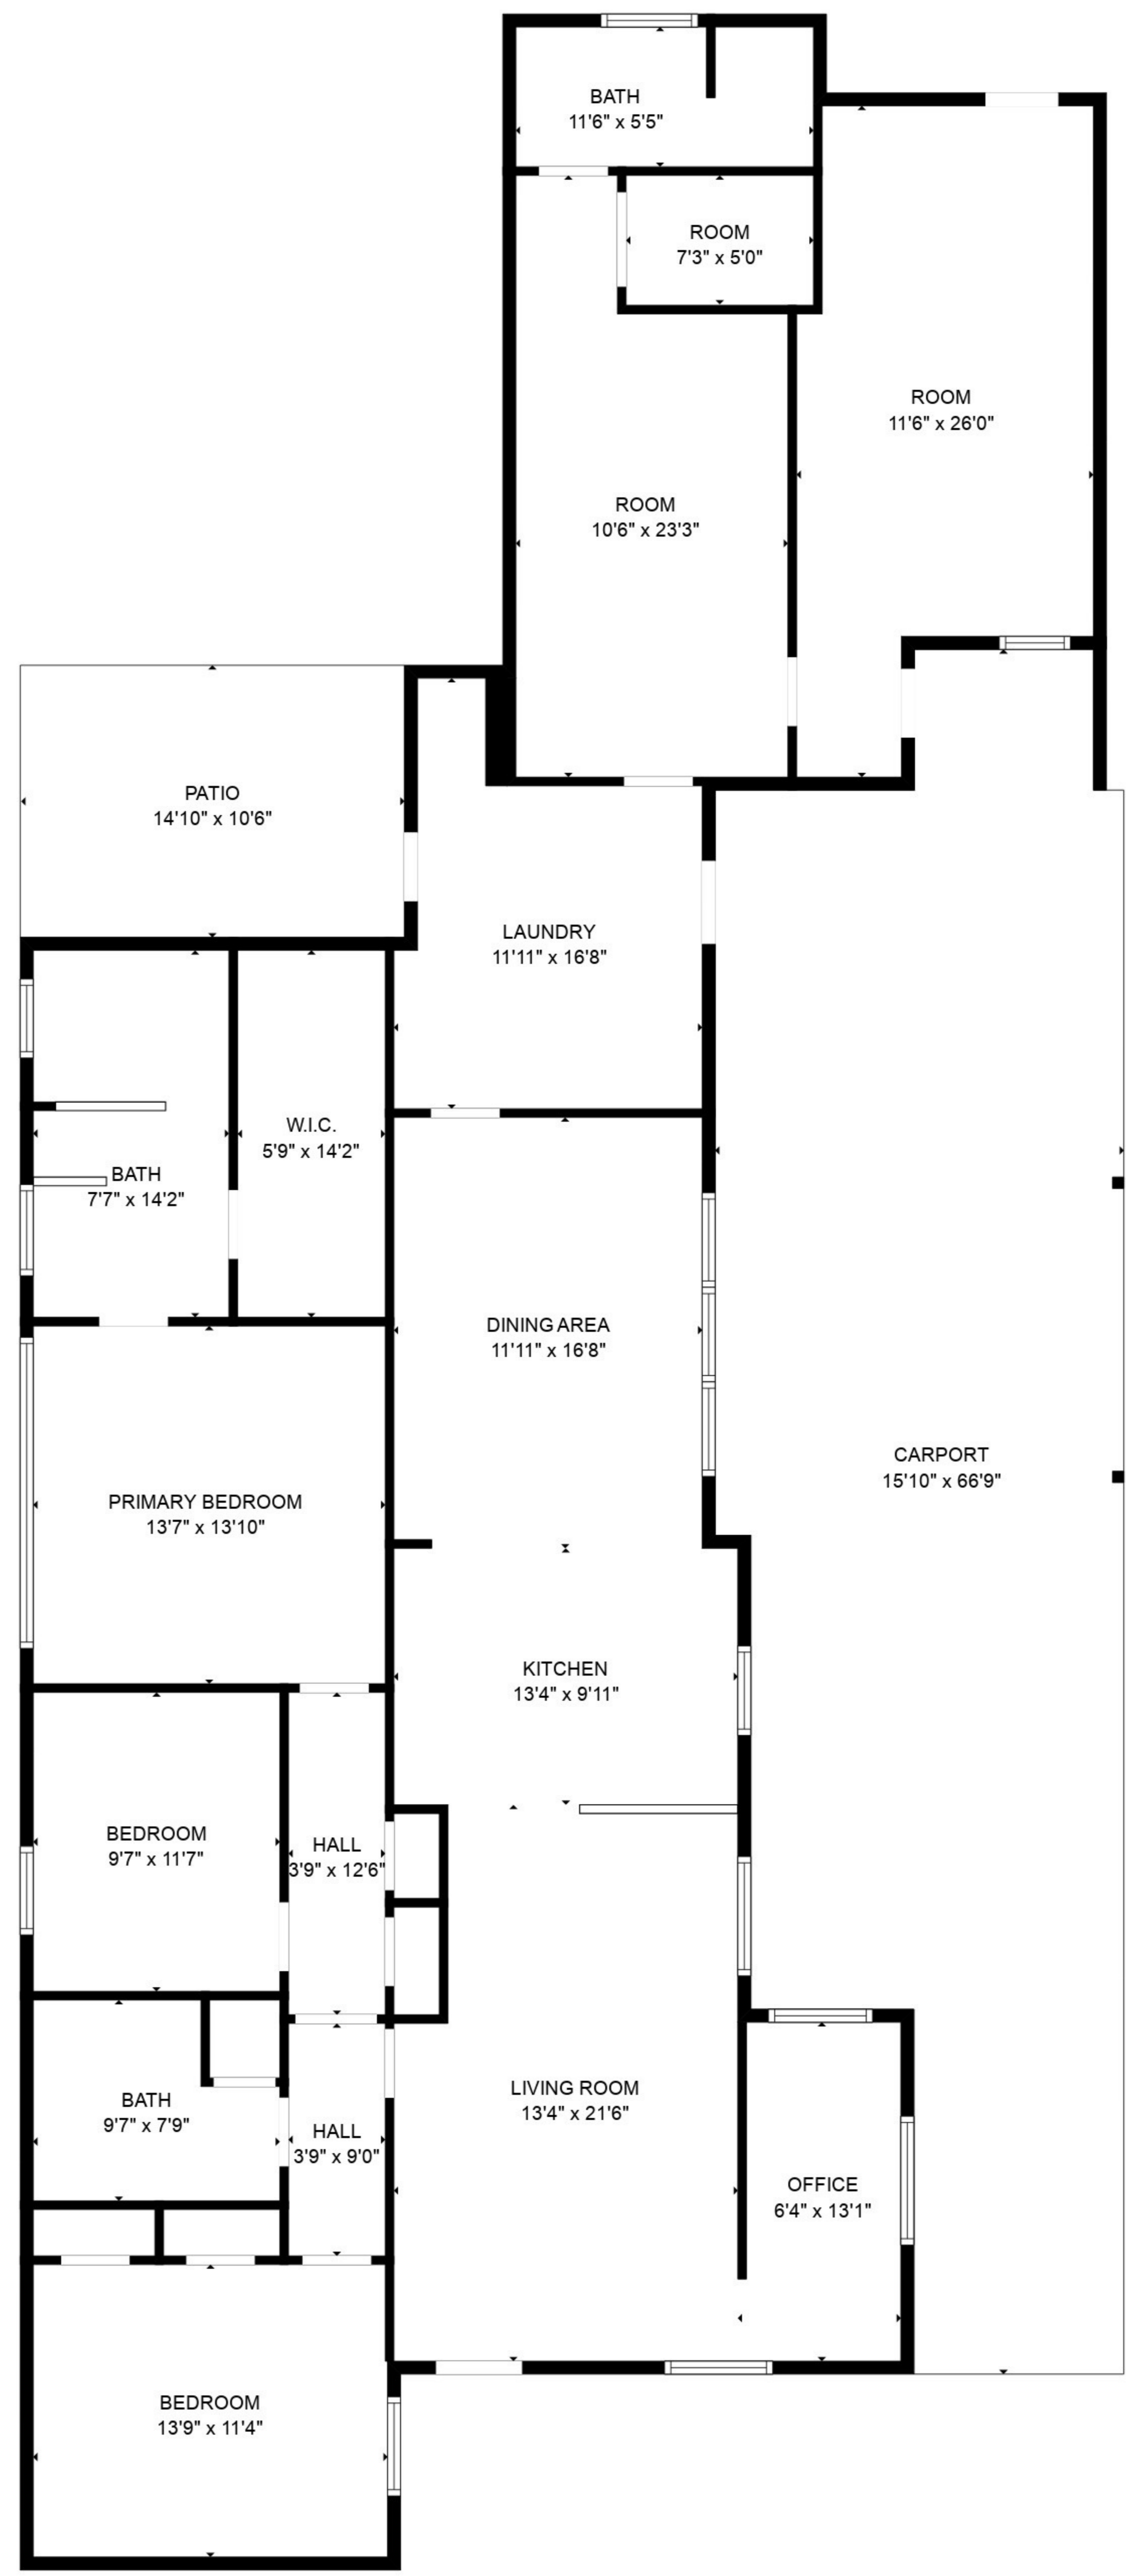 BATH
11'6" x 5'5"
ROOM
7'3" x 5'0"
ROOM
11'6" x 26'0"
ROOM
10'6" x 23'3"
PATIO
14'10" x 10'6"
LAUNDRY
11'11" x 16'8"
W.I.C.
5'9" x 14'2"
BATH
7'7" x 14'2"
DINING AREA
11'11" x 16'8"
CARPORT
15'10" x 66'9"
PRIMARY BEDROOM
13'7" x 13'10"
KITCHEN
13'4" x 9'11"
BEDROOM
9'7" x 11'7"
HALL
3'9" x 12'6"
LIVING ROOM
13'4" x 21'6"
BATH
9'7" x 7'9"
HALL
3'9" x 9'0"
OFFICE
6'4" x 13'1"
BEDROOM
13'9" x 11'4"